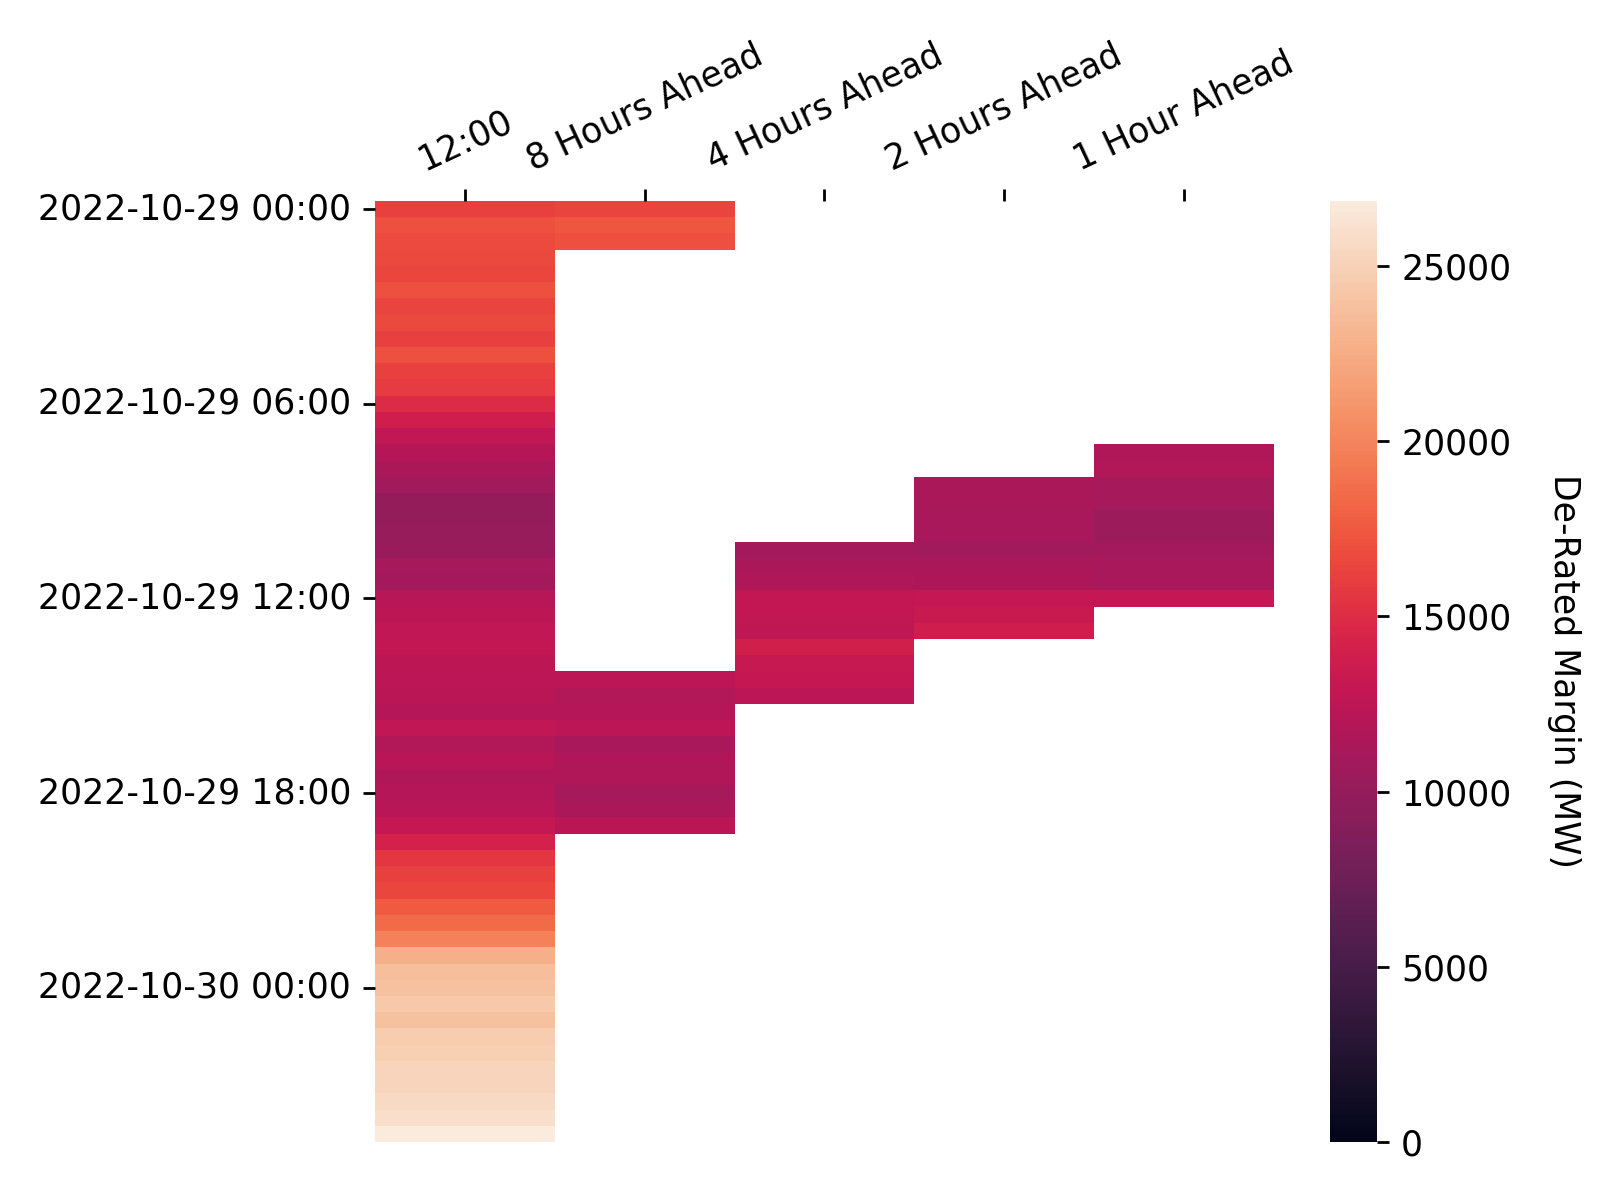 12:00
8 Hours Ahead
4 Hours Ahead
2 Hours Ahead
1 Hour Ahead
2022-10-29 00:00
2022-10-29 06:00
2022-10-29 12:00
2022-10-29 18:00
2022-10-30 00:00
25000
20000
15000
10000
5000
0
De-Rated Margin (MW)